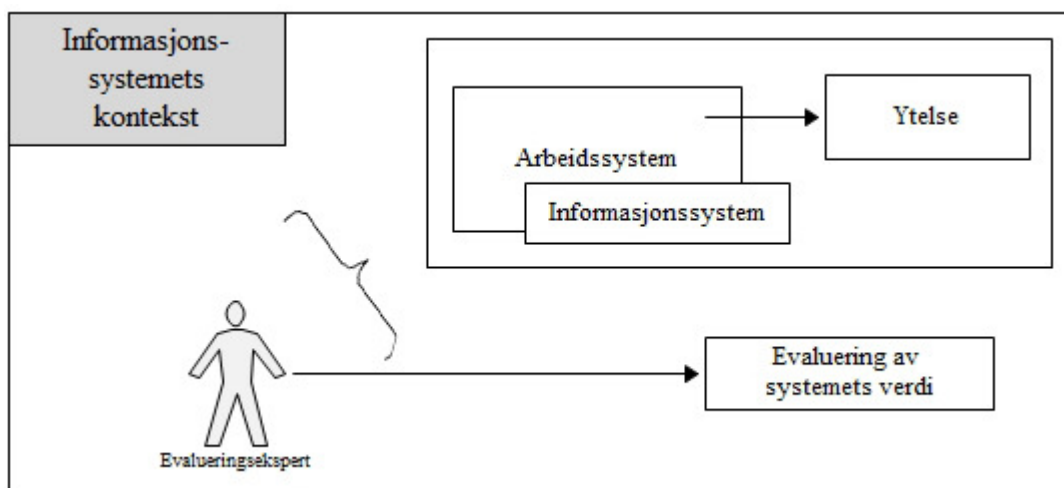 Informasjons-
systemets
kontekst
Ytelse
Arbeidssystem
Informasjonssystem
Evaluering av
systemets verdi
Evalueringsekspert